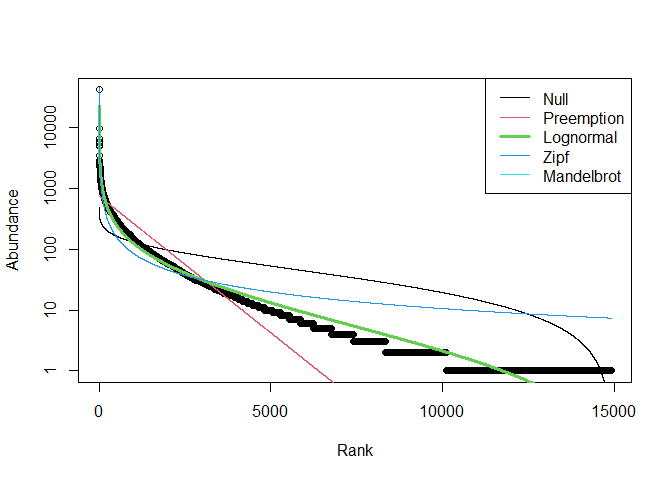 Null
Preemption
Lognormal
Zipf
Mandelbrot
Abundance
10000
1000
100
10
1
0
5000
10000
15000
Rank